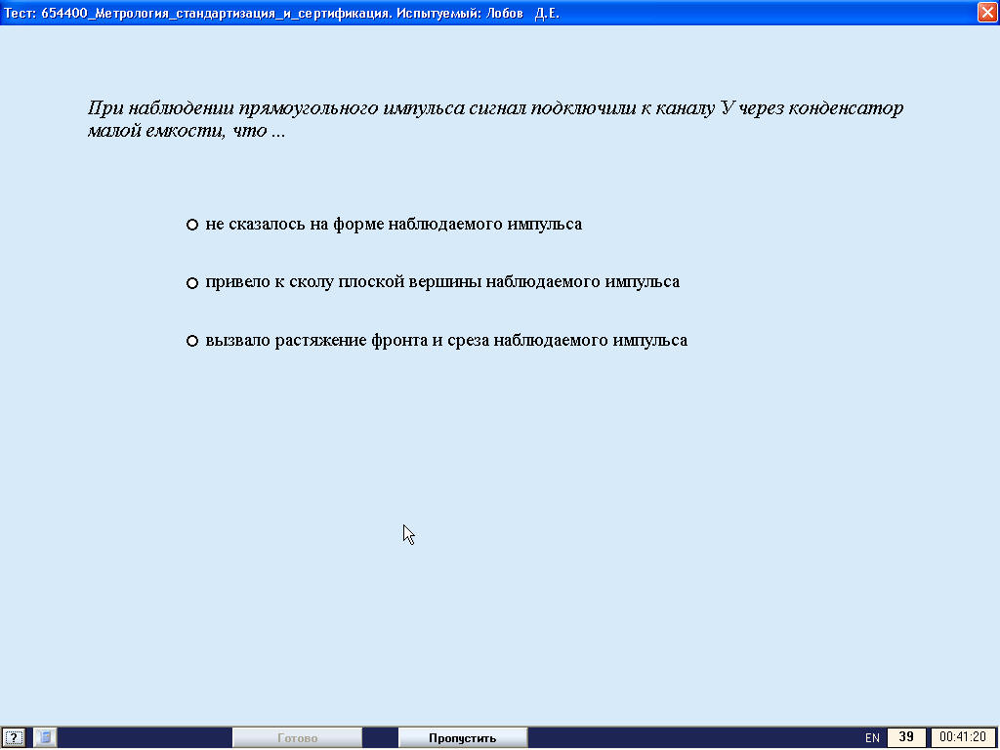 Тест: 654400_Метрология_стандартизация_и_сертификация. Испытуемый: Лобов Д.Е.
При наблюдении прямоугольного импульса сигнал подключили к каналу У через конденсатор
малой емкости, что ...
не сказалось на форме наблюдаемого импульса
привело к сколу плоской вершины наблюдаемого импульса
вызвало растяжение фронта и среза наблюдаемого импульса
? Готово Пропустить EN 39 00:41:20